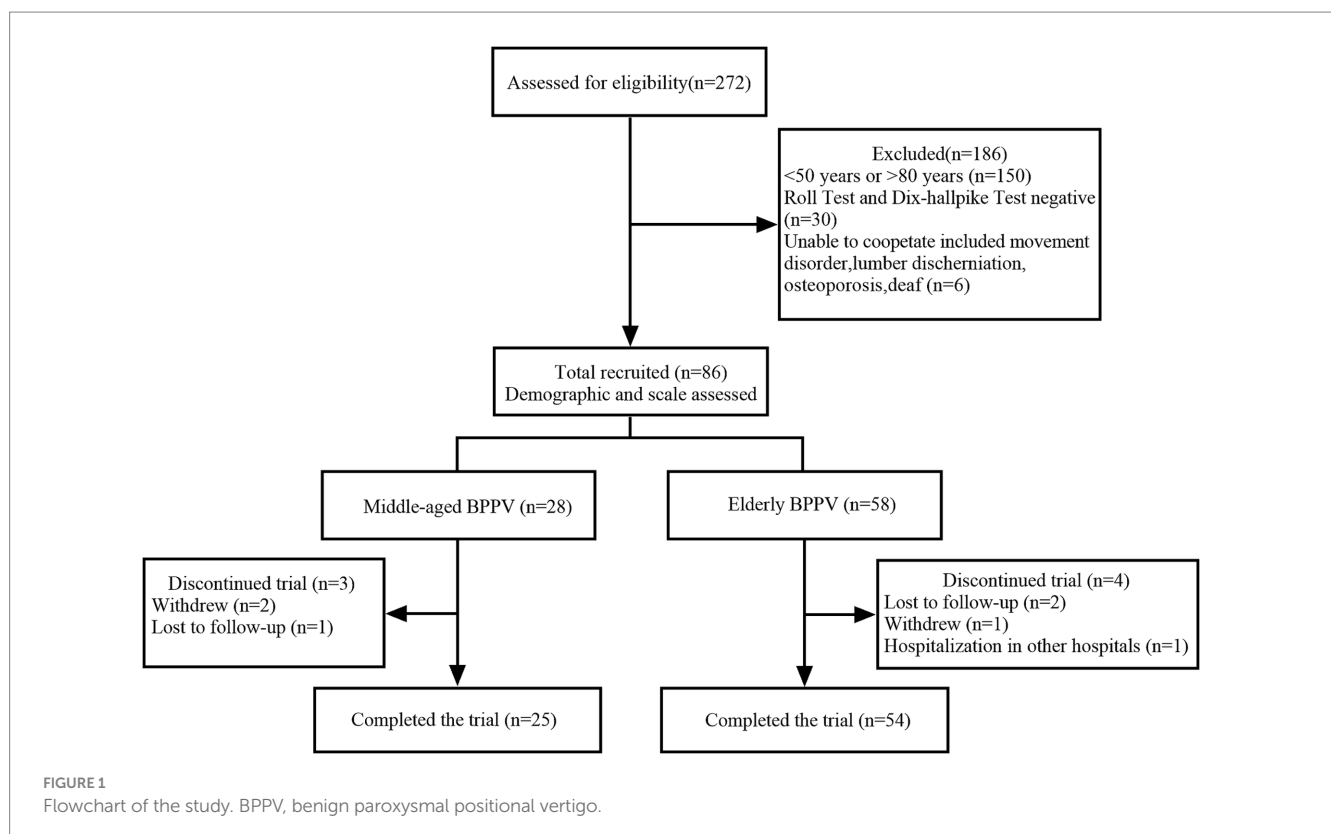 Assessed for eligibility(n=272)
Excluded(n=186)
<50 years or >80 years (n=150)
Roll Test and Dix-hallpike Test negative
(n=30)
Unable to coopetate included movement
disorder,lumber discherniation,
osteoporosis,deaf (n=6)
Total recruited (n=86)
Demographic and scale assessed
Middle-aged BPPV (n=28)
Elderly BPPV (n=58)
Discontinued trial (n=3)
Withdrew (n=2)
Lost to follow-up (n=1)
Discontinued trial (n=4)
Lost to follow-up (n=2)
Withdrew (n=1)
Hospitalization in other hospitals (n=1)
Completed the trial (n=25)
Completed the trial (n=54)
FIGURE 1
Flowchart of the study. BPPV, benign paroxysmal positional vertigo.